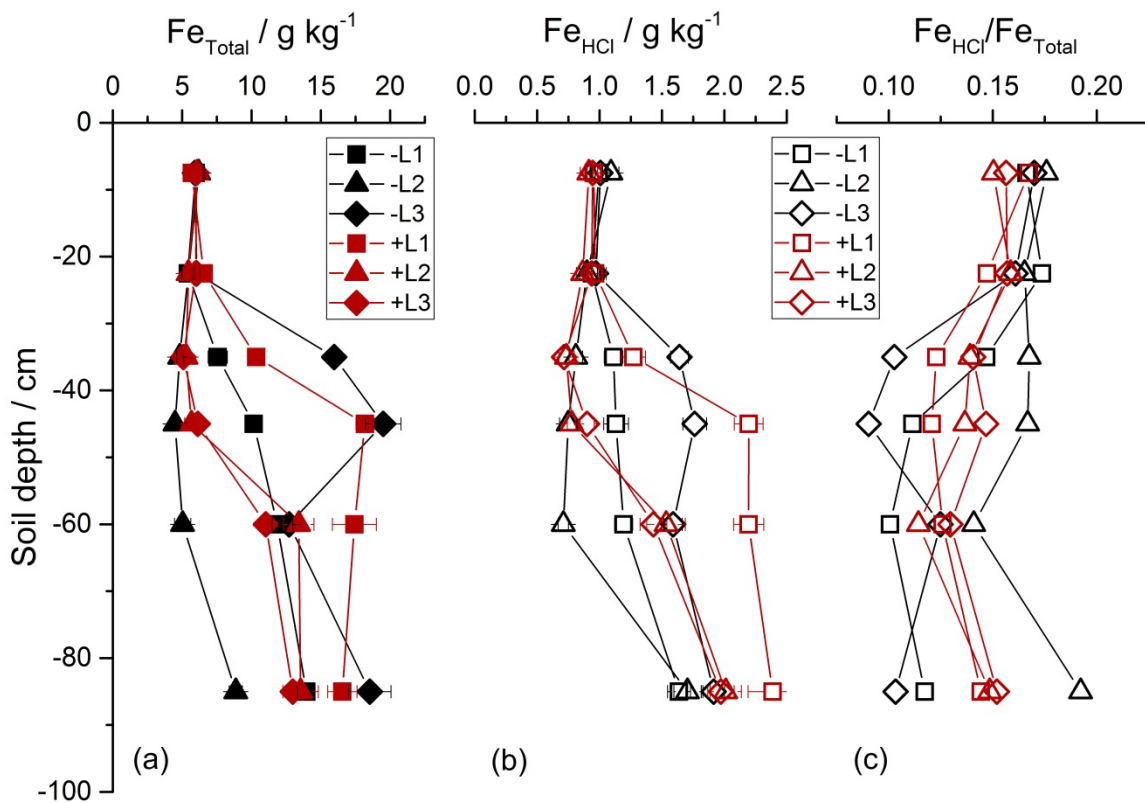 Fe_Total / g kg⁻¹
Fe_HCl / g kg⁻¹
Fe_HCl/Fe_Total
0 5 10 15 20
0.0 0.5 1.0 1.5 2.0 2.5
0.10 0.15 0.20
Soil depth / cm
0
-20
-40
-60
-80
-100
-L1
-L2
-L3
+L1
+L2
+L3
-L1
-L2
-L3
+L1
+L2
+L3
(a)
(b)
(c)